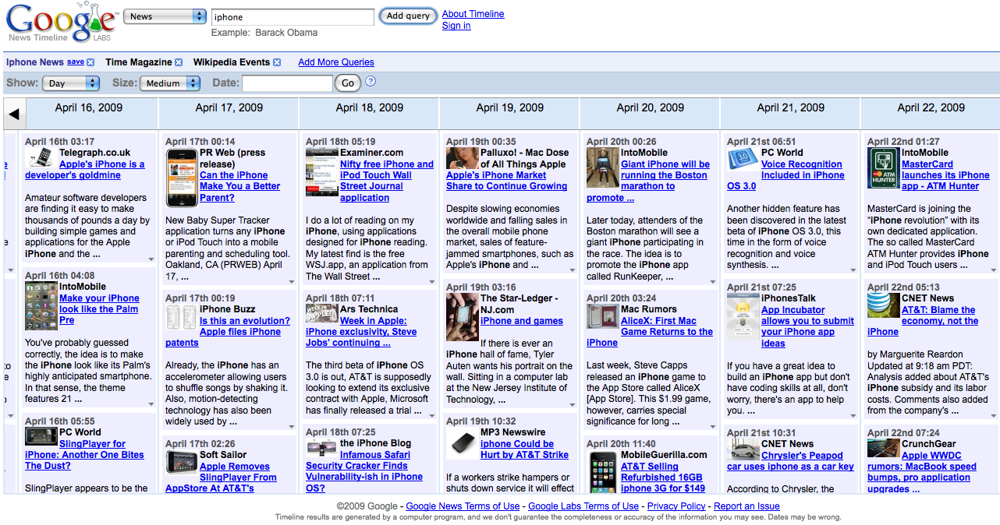 Google
News Timeline LABS
News
iphone
Add query
About Timeline
Sign in
Example: Barack Obama
Iphone News save
Time Magazine
Wikipedia Events
Add More Queries
Show: Day Size: Medium Date: Go ?
April 16, 2009
April 17, 2009
April 18, 2009
April 19, 2009
April 20, 2009
April 21, 2009
April 22, 2009
April 16th 03:17
Telegraph.co.uk
Apple's iPhone is a
developer's goldmine
Amateur software developers
are finding it easy to make
thousands of pounds a day by
building simple games and
applications for the Apple
iPhone and the ...
April 16th 04:08
IntoMobile
Make your iPhone
look like the Palm
Pre
You've probably guessed
correctly, the idea is to make
the iPhone look like its Palm's
highly anticipated smartphone.
In that sense, the theme
features 21 ...
April 16th 05:55
PC World
SlingPlayer for
iPhone: Another One Bites
The Dust?
SlingPlayer appears to be the
April 17th 00:14
PR Web (press
release)
Can the iPhone
Make You a Better
Parent?
New Baby Super Tracker
application turns any iPhone
or iPod Touch into a mobile
parenting and scheduling tool.
Oakland, CA (PRWEB) April
17, ...
April 17th 00:19
iPhone Buzz
Is this an evolution?
Apple files iPhone
patents
Already, the iPhone has an
accelerometer allowing users
to shuffle songs by shaking it.
Also, motion-detecting
technology has also been
widely used by ...
April 17th 02:26
Soft Sailor
Apple Removes
SlingPlayer From
AppStore At AT&T's
April 18th 05:19
Examiner.com
Nifty free iPhone and
iPod Touch Wall
Street Journal
application
I do a lot of reading on my
iPhone, using applications
designed for iPhone reading.
My latest find is the free
WSJ.app, an application from
The Wall Street ...
April 18th 07:11
Ars Technica
Week in Apple:
iPhone exclusivity, Steve
Jobs' continuing ...
The third beta of iPhone OS
3.0 is out, AT&T is supposedly
looking to extend its exclusive
contract with Apple, Microsoft
has finally released a trial ...
April 18th 07:25
the iPhone Blog
Infamous Safari
Security Cracker Finds
Vulnerability-ish in iPhone
OS?
April 19th 00:35
Palluxo! - Mac Dose
of All Things Apple
Apple's iPhone Market
Share to Continue Growing
Despite slowing economies
worldwide and falling sales in
the overall mobile phone
market, sales of feature-
jammed smartphones, such as
Apple's iPhone and ...
April 19th 03:16
The Star-Ledger -
NJ.com
iPhone and games
If there is ever an
iPhone hall of fame, Tyler
Auten wants his portrait on the
wall. Sitting in a computer lab
at the New Jersey Institute of
Technology, ...
April 19th 10:32
MP3 Newswire
iphone Could be
Hurt by AT&T Strike
If a workers strike hampers or
shuts down service it will effect
April 20th 00:26
IntoMobile
Giant iPhone will be
running the Boston
marathon to
promote ...
Later today, attenders of the
Boston marathon will see a
giant iPhone participating in
the race. The idea is to
promote the iPhone app
called RunKeeper, ...
April 20th 03:24
Mac Rumors
AliceX: First Mac
Game Returns to the
iPhone
Last week, Steve Capps
released an iPhone game to
the App Store called AliceX
[App Store]. This $1.99 game,
however, carries special
significance for long ...
April 20th 11:40
MobileGuerilla.com
AT&T Selling
Refurbished 16GB
iphone 3G for $149
April 21st 06:51
PC World
Voice Recognition
Included in iPhone
OS 3.0
Another hidden feature has
been discovered in the latest
beta of iPhone OS 3.0, this
time in the form of voice
recognition and voice
synthesis. ...
April 21st 07:25
iPhonesTalk
App Incubator
allows you to submit
your iPhone app
ideas
If you have a great idea to
build an iPhone app but don't
have coding skills at all, don't
worry, there's an app to help
you. ...
April 21st 10:31
CNET News
Chrysler's Peapod
car uses iphone as a car key
According to Chrysler, the
April 22nd 01:27
IntoMobile
MasterCard
launches its iPhone
app - ATM Hunter
ATM
HUNTER
MasterCard is joining the
"iPhone revolution" with its
own dedicated application.
The so called MasterCard
ATM Hunter provides iPhone
and iPod Touch users ...
April 22nd 05:13
CNET News
AT&T: Blame the
economy, not the
iPhone
by Marguerite Reardon
Updated at 9:18 am PDT:
Analysis added about AT&T's
iPhone subsidy and its labor
costs. Comments also added
from the company's ...
April 22nd 07:24
CrunchGear
Apple WWDC
rumors: MacBook speed
bumps, pro application
upgrades ...
©2009 Google - Google News Terms of Use - Google Labs Terms of Use - Privacy Policy - Report an Issue
Timeline results are generated by a computer program, and we don't guarantee the completeness or accuracy of the information you may see. Dates may be wrong.